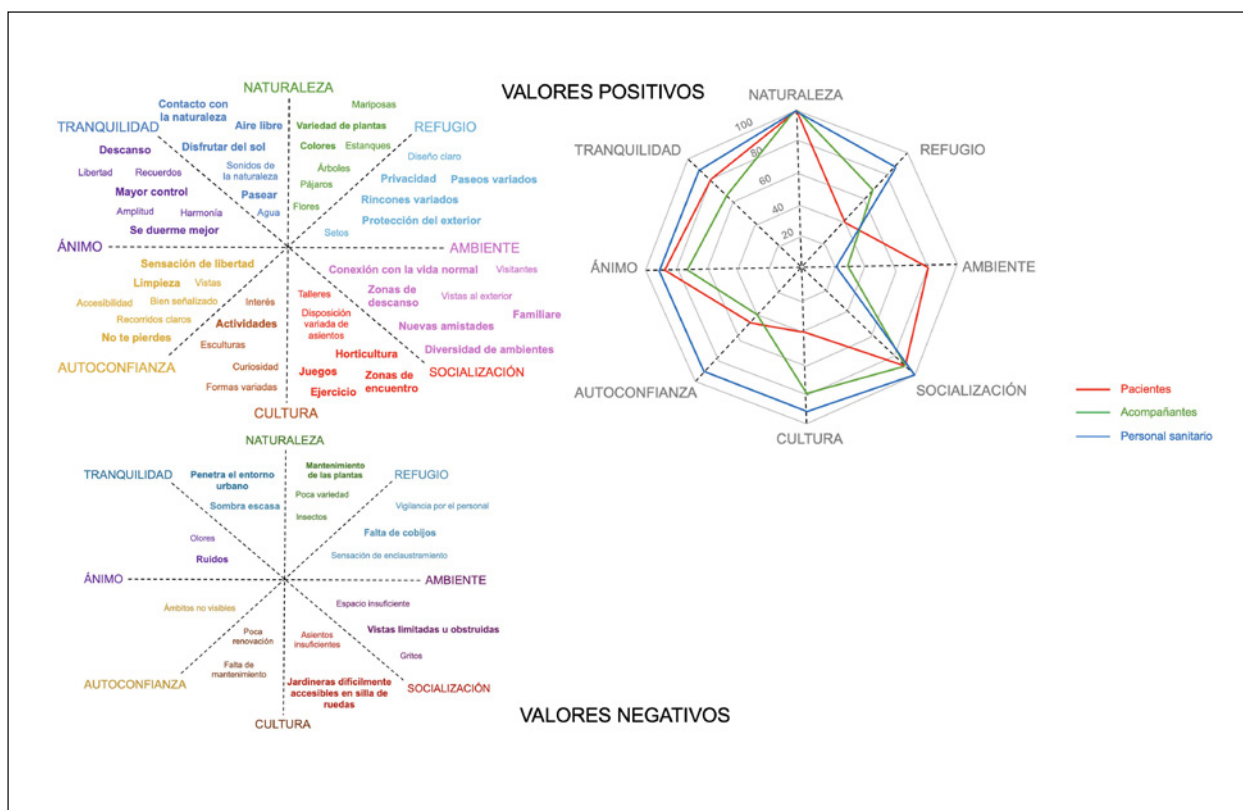 VALORES POSITIVOS
NATURALEZA
Contacto con
la naturaleza
Aire libre
Disfrutar del sol
Sonidos de
la naturaleza
Pasear
Agua
Mariposas
Variedad de plantas
Colores
Estanques
Árboles
Pájaros
Flores
REFUGIO
Diseño claro
Privacidad
Paseos variados
Rincones variados
Protección del exterior
Setos
TRANQUILIDAD
Descanso
Libertad
Recuerdos
Mayor control
Amplitud
Harmonía
Se duerme mejor
ÁNIMO
AMBIENTE
Sensación de libertad
Limpieza
Vistas
Accesibilidad
Bien señalizado
Recorridos claros
No te pierdes
AUTOCONFIANZA
Interés
Actividades
Esculturas
Curiosidad
Formas variadas
CULTURA
Talleres
Disposición
variada de
asientos
Horticultura
Juegos
Zonas de
encuentro
Ejercicio
SOCIALIZACIÓN
Conexión con la vida normal
Visitantes
Zonas de
descanso
Vistas al exterior
Familiare
Nuevas amistades
Diversidad de ambientes
NATURALEZA
TRANQUILIDAD
REFUGIO
ÁNIMO
AMBIENTE
AUTOCONFIANZA
SOCIALIZACIÓN
CULTURA
100
80
60
40
20
Pacientes
Acompañantes
Personal sanitario
NATURALEZA
TRANQUILIDAD
Penetra el entorno
urbano
Sombra escasa
Mantenimiento
de las plantas
Poca variedad
Insectos
REFUGIO
Vigilancia por el personal
Falta de cobijos
Sensación de enclaustramiento
Olores
Ruidos
ÁNIMO
AMBIENTE
Ámbitos no visibles
Poca
renovación
Falta de
mantenimiento
Asientos
insuficientes
Jardineras difícilmente
accesibles en silla de
ruedas
Espacio insuficiente
Vistas limitadas u obstruidas
Gritos
AUTOCONFIANZA
SOCIALIZACIÓN
CULTURA
VALORES NEGATIVOS